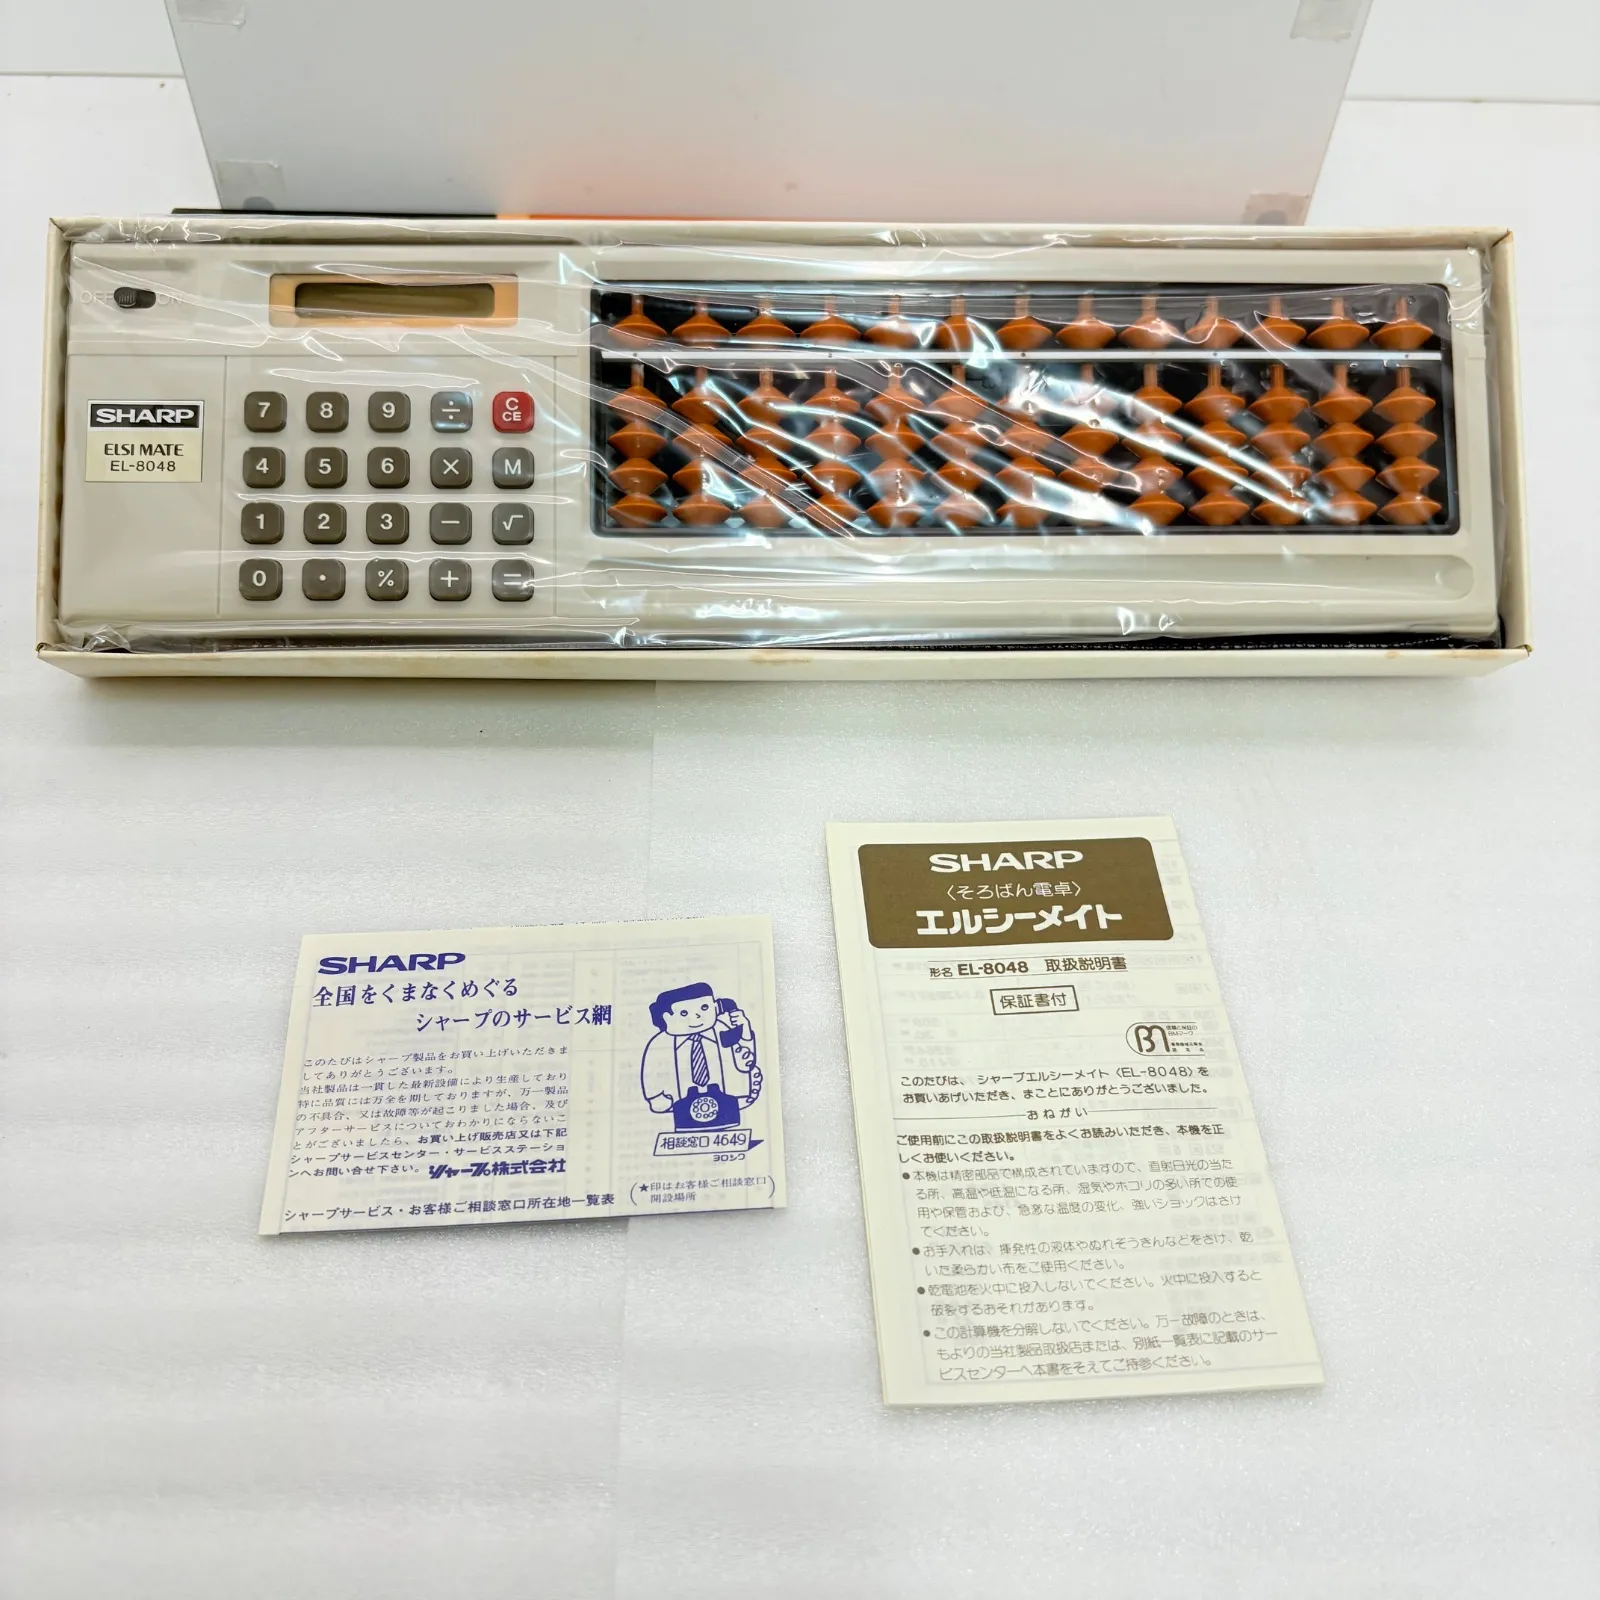 OFF ON
SHARP
ELSI MATE
EL-8048
7 8 9 ÷ C CE
4 5 6 × M
1 2 3 − √
0 · % + =
SHARP
全国をくまなくめぐる
シャープのサービス網
このたびはシャープ製品をお買い上げいただきま
してありがとうございます。
当社製品は一貫した最新設備により生産しており
特に品質には万全を期しておりますが、万一製品
の不具合、又は故障等が起こりました場合、及び
アフターサービスについておわかりにならないこ
とがございましたら、お買い上げ販売店又は下記
シャープサービスセンター・サービスステーショ
ンへお問い合せ下さい。 シャープ株式会社
相談窓口 4649
ヨロシク
シャープサービス・お客様ご相談窓口所在地一覧表
(★印はお客様ご相談窓口
開設場所)
SHARP
〈そろばん電卓〉
エルシーメイト
形名 EL-8048 取扱説明書
保証書付
このたびは、シャープエルシーメイト〈EL-8048〉を
お買いあげいただき、まことにありがとうございました。
おねがい
ご使用前にこの取扱説明書をよくお読みいただき、本機を正
しくお使いください。
●本機は精密部品で構成されていますので、直射日光の当た
る所、高温や低温になる所、湿気やホコリの多い所での使
用や保管および、急激な温度の変化、強いショックはさけ
てください。
●お手入れは、揮発性の液体やぬれぞうきんなどをさけ、乾
いた柔らかい布をご使用ください。
●乾電池を火中に投入しないでください。火中に投入すると
破裂するおそれがあります。
●この計算機を分解しないでください。万一故障のときは、
もよりの当社製品取扱店または、別紙一覧表に記載のサー
ビスセンターへ本書をそえてご持参ください。